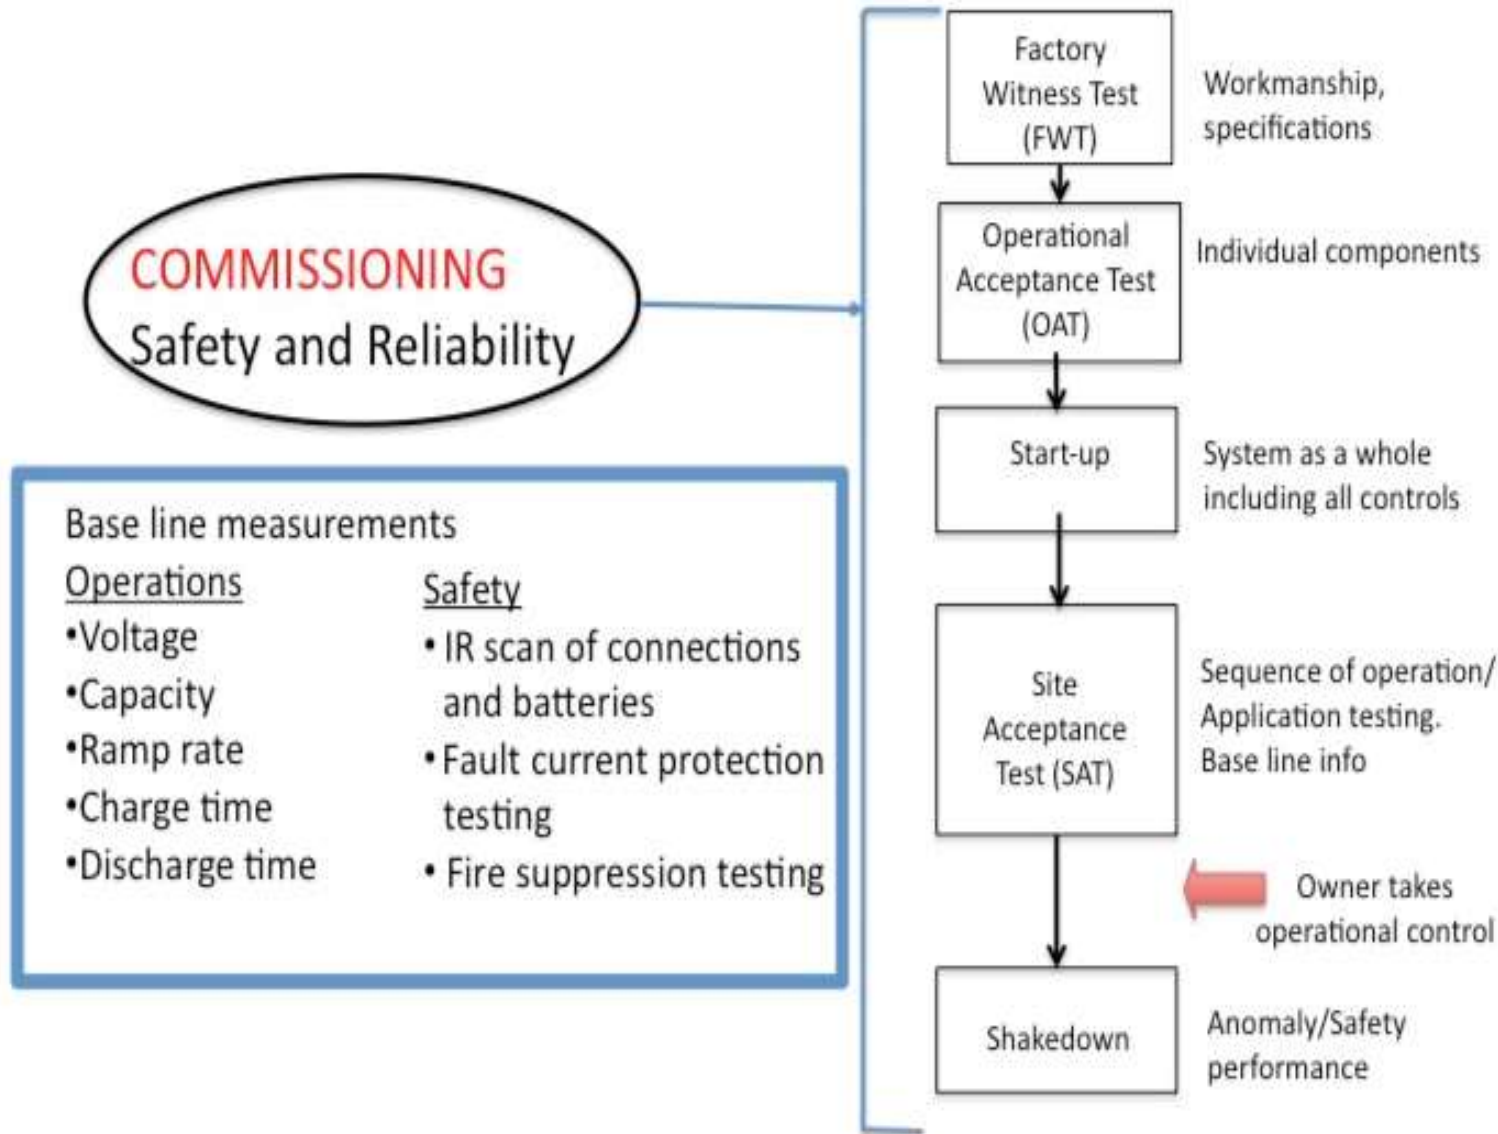 COMMISSIONING
Safety and Reliability
Base line measurements
Operations
•Voltage
•Capacity
•Ramp rate
•Charge time
•Discharge time
Safety
• IR scan of connections
and batteries
• Fault current protection
testing
• Fire suppression testing
Factory
Witness Test
(FWT)
Workmanship,
specifications
Operational
Acceptance Test
(OAT)
Individual components
Start-up
System as a whole
including all controls
Site
Acceptance
Test (SAT)
Sequence of operation/
Application testing.
Base line info
Owner takes
operational control
Shakedown
Anomaly/Safety
performance